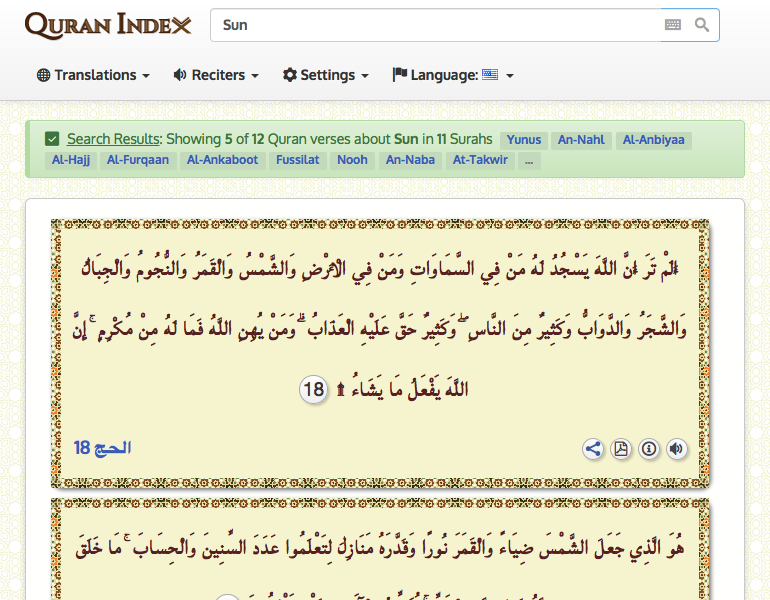 QURAN INDEX
Sun
Translations
Reciters
Settings
Language:
Search Results: Showing 5 of 12 Quran verses about Sun in 11 Surahs Yunus An-Nahl Al-Anbiyaa
Al-Hajj Al-Furqaan Al-Ankaboot Fussilat Nooh An-Naba At-Takwir ...
أَلَمْ تَرَ أَنَّ اللَّهَ يَسْجُدُ لَهُ مَنْ فِي السَّمَاوَاتِ وَمَنْ فِي الْأَرْضِ وَالشَّمْسُ وَالْقَمَرُ وَالنُّجُومُ وَالْجِبَالُ
وَالشَّجَرُ وَالدَّوَابُّ وَكَثِيرٌ مِنَ النَّاسِ ۖ وَكَثِيرٌ حَقَّ عَلَيْهِ الْعَذَابُ ۗ وَمَنْ يُهِنِ اللَّهُ فَمَا لَهُ مِنْ مُكْرِمٍ ۚ إِنَّ
اللَّهَ يَفْعَلُ مَا يَشَاءُ ۩ 18
الحج 18
هُوَ الَّذِي جَعَلَ الشَّمْسَ ضِيَاءً وَالْقَمَرَ نُورًا وَقَدَّرَهُ مَنَازِلَ لِتَعْلَمُوا عَدَدَ السِّنِينَ وَالْحِسَابَ ۚ مَا خَلَقَ